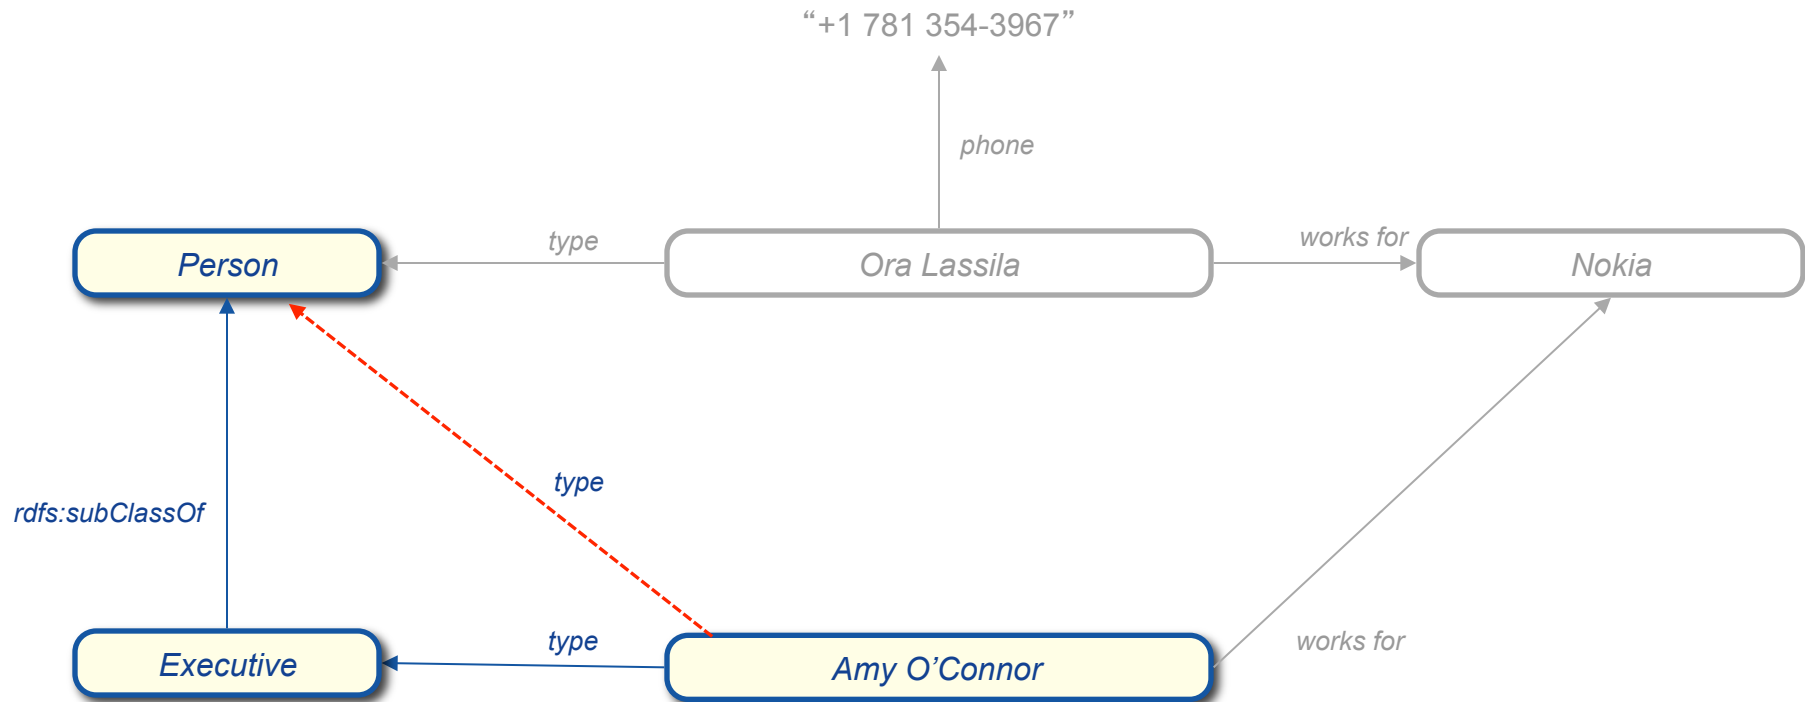 “+1 781 354-3967”
phone
type
works for
Person
Ora Lassila
Nokia
type
rdfs:subClassOf
type
works for
Executive
Amy O’Connor